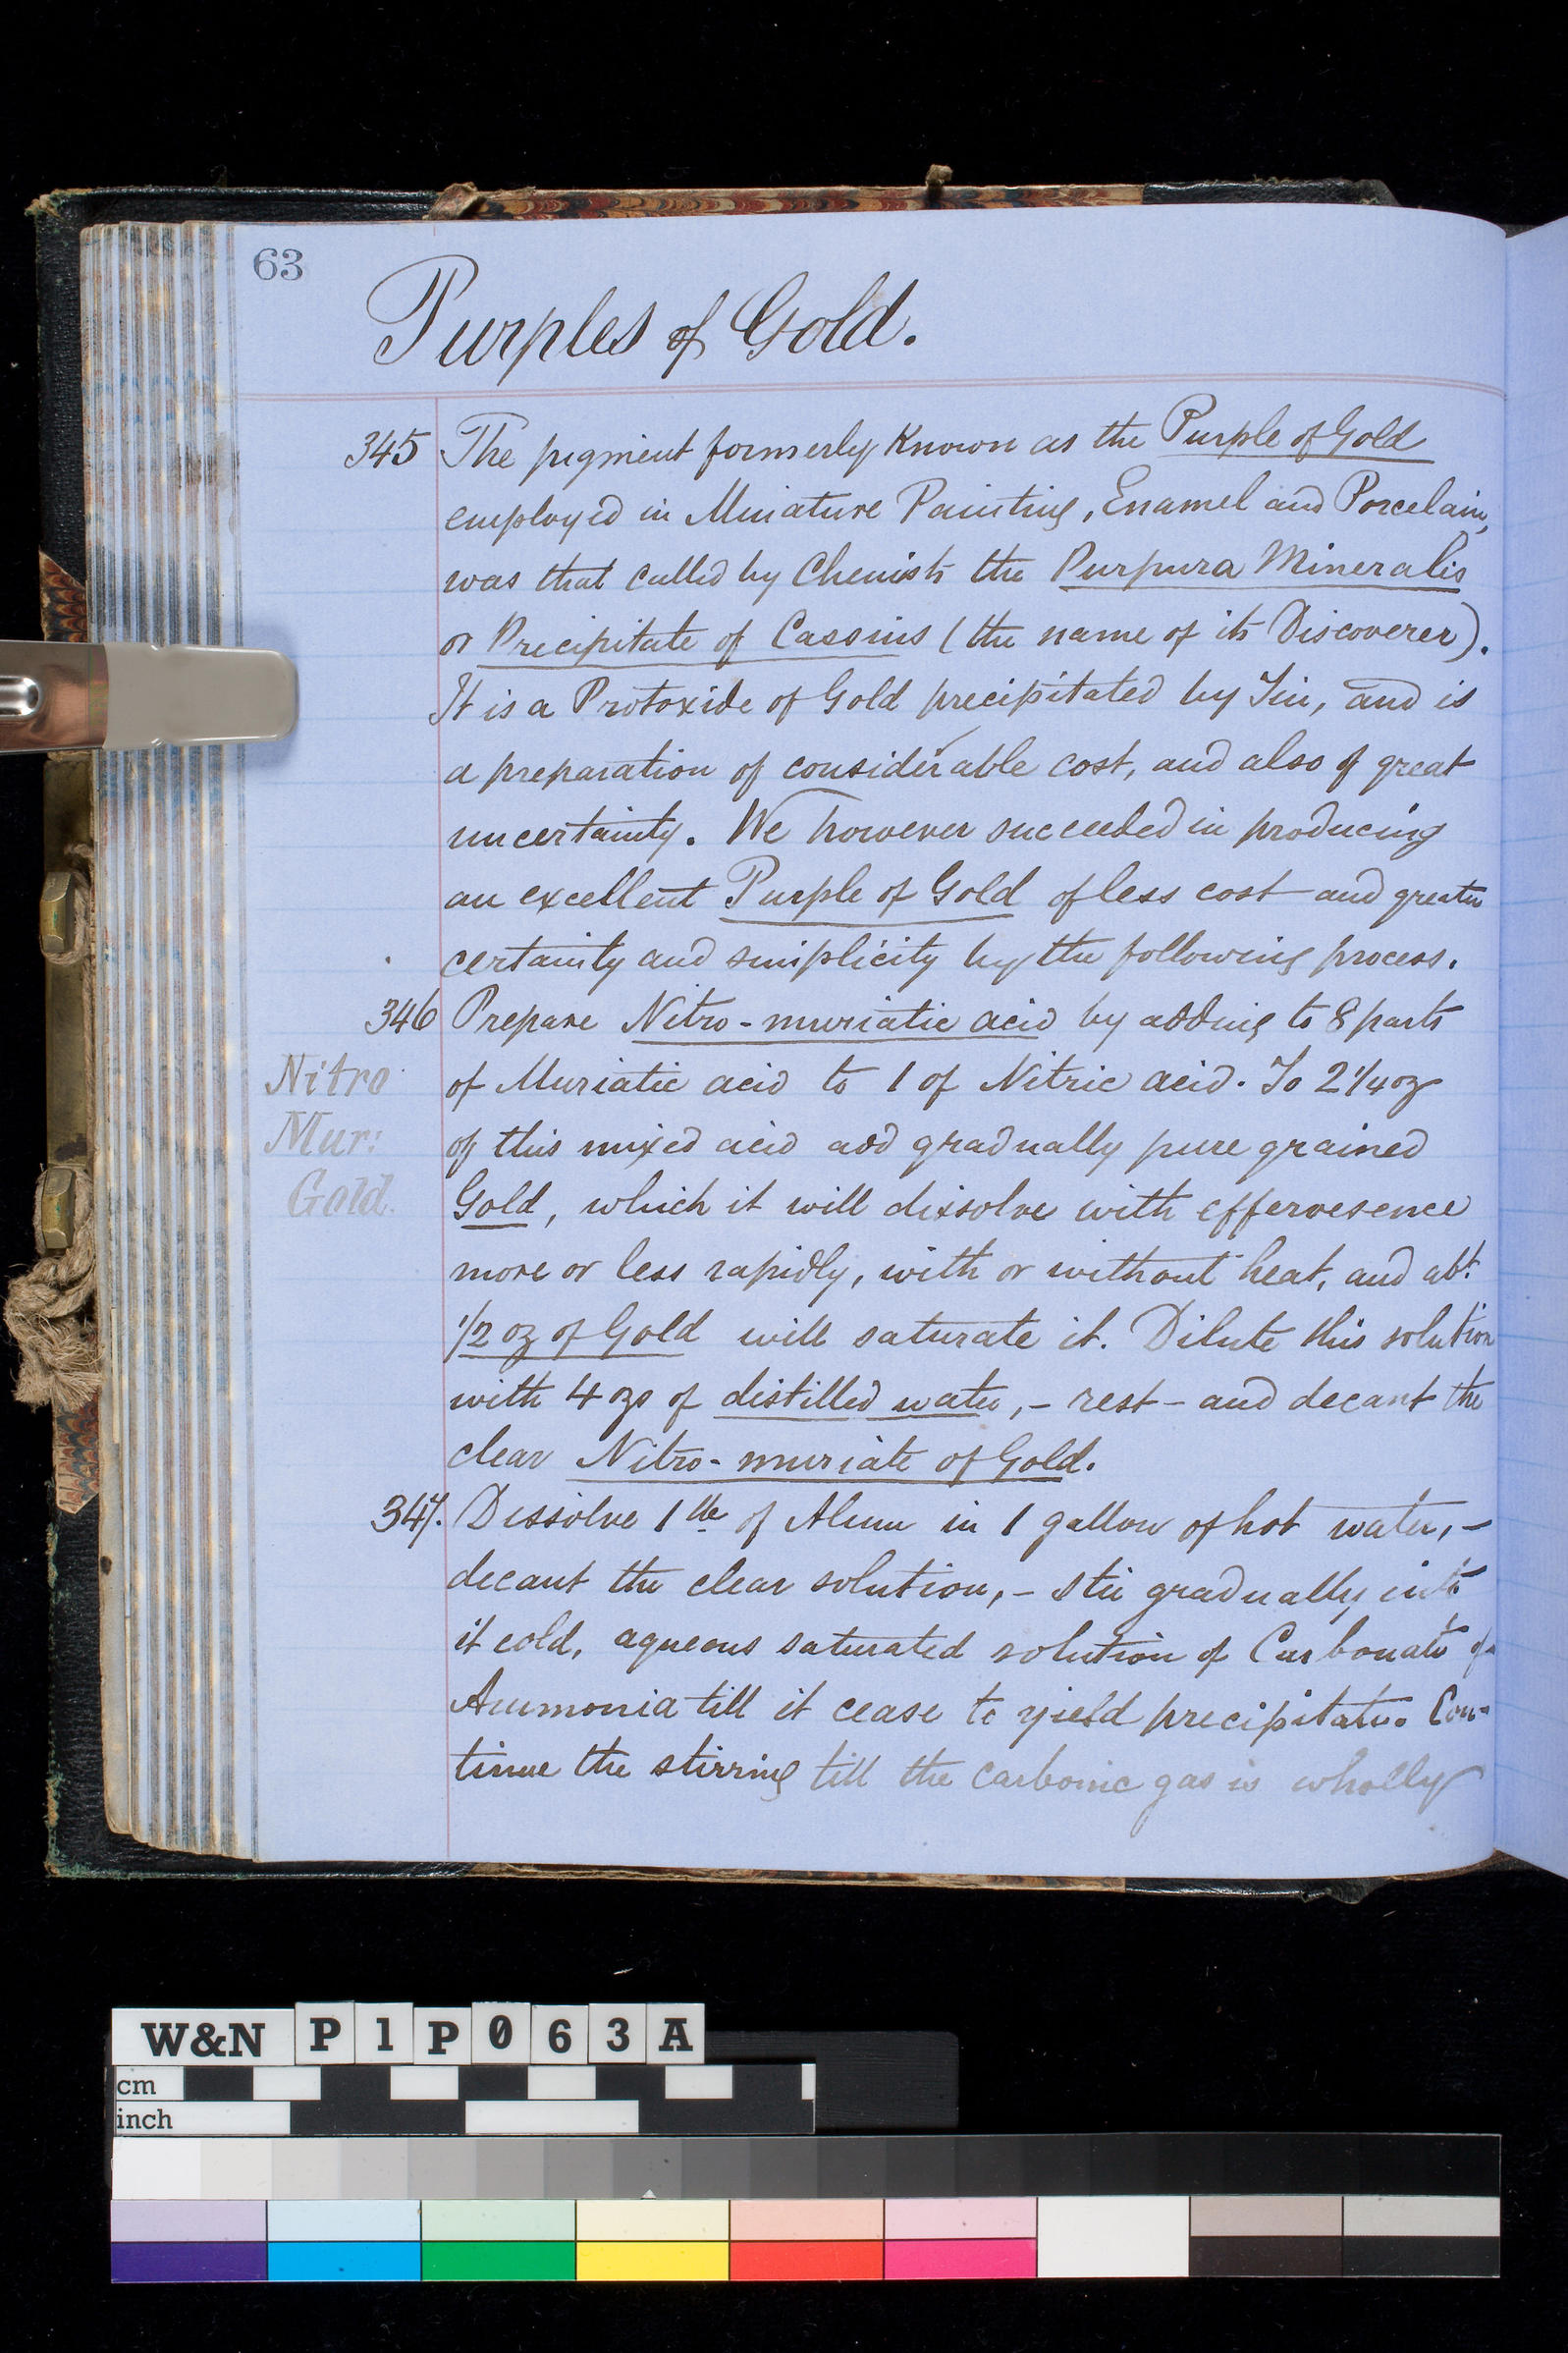 63
Purples of Gold.
345 The pigment formerly Known as the Purple of Gold
employed in Miniature Painting, Enamel and Porcelain,
was that called by Chemists the Purpura Mineralis
or Precipitate of Cassius (the name of its Discoverer).
It is a Protoxide of Gold precipitated by Tin, and is
a preparation of considerable cost, and also of great
uncertainty. We however succeeded in producing
an excellent Purple of Gold of less cost and greater
certainty and simplicity by the following process.
346 Prepare Nitro-muriatic acid by adding to 8 parts
of Muriatic acid to 1 of Nitric acid. To 2 1/4 oz
of this mixed acid add gradually pure grained
Gold, which it will dissolve with effervesence
more or less rapidly, with or without heat, and abt.
1/2 oz of Gold will saturate it. Dilute this solution
with 4 ozs of distilled water, - rest - and decant the
clear Nitro-muriate of Gold.
Nitro
Mur:
Gold.
347. Dissolve 1 lb of Alum in 1 gallon of hot water, -
decant the clear solution, - stir gradually into
it cold, aqueous saturated solution of Carbonate of
Ammonia till it cease to yield precipitate. Con-
tinue the stirring till the carbonic gas is wholly
W&N P1P063A
cm
inch